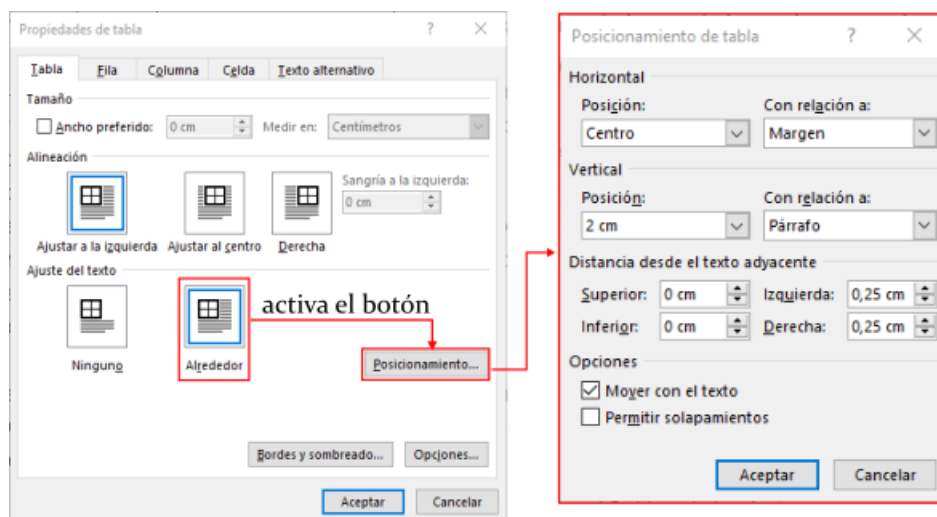 Propiedades de tabla ? ×
Tabla Fila Columna Celda Texto alternativo
Tamaño
Ancho preferido: 0 cm Medir en: Centímetros
Alineación
Sangría a la izquierda:
0 cm
Ajustar a la izquierda Ajustar al centro Derecha
Ajuste del texto
activa el botón
Ninguno Alrededor Posicionamiento...
Bordes y sombreado... Opciones...
Aceptar Cancelar
Posicionamiento de tabla ? ×
Horizontal
Posición: Con relación a:
Centro Margen
Vertical
Posición: Con relación a:
2 cm Párrafo
Distancia desde el texto adyacente
Superior: 0 cm Izquierda: 0,25 cm
Inferior: 0 cm Derecha: 0,25 cm
Opciones
Mover con el texto
Permitir solapamientos
Aceptar Cancelar